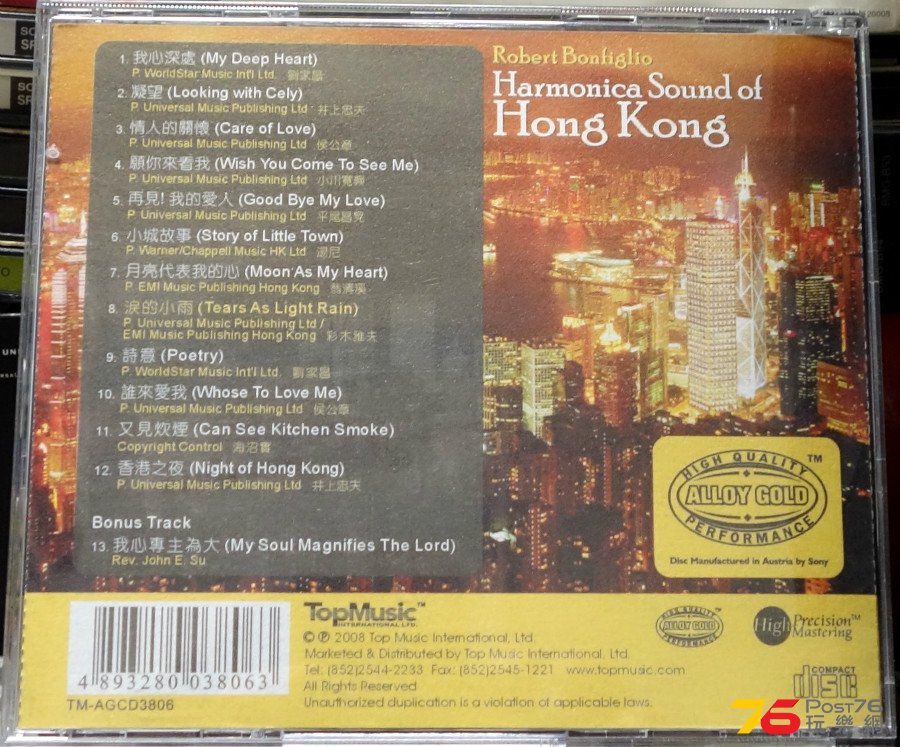 1. 我心深處 (My Deep Heart)
P. WorldStar Music Int'l Ltd. 劉家昌
2. 凝望 (Looking with Cely)
P. Universal Music Publishing Ltd 井上忠夫
3. 情人的關懷 (Care of Love)
P. Universal Music Publishing Ltd 侯公章
4. 願你來看我 (Wish You Come To See Me)
P. Universal Music Publishing Ltd
5. 再見! 我的愛人 (Good Bye My Love)
P. Universal Music Publishing Ltd 平尾昌晃
6. 小城故事 (Story of Little Town)
P. Warner/Chappell Music HK Ltd 湯尼
7. 月亮代表我的心 (Moon As My Heart)
P. EMI Music Publishing Hong Kong 翁清溪
8. 淚的小雨 (Tears As Light Rain)
P. Universal Music Publishing Ltd /
EMI Music Publishing Hong Kong 彩木雅夫
9. 詩意 (Poetry)
P. WorldStar Music Int'l Ltd. 劉家昌
10. 誰來愛我 (Whose To Love Me)
P. Universal Music Publishing Ltd 侯公章
11. 又見炊煙 (Can See Kitchen Smoke)
Copyright Control 海沼實
12. 香港之夜 (Night of Hong Kong)
P. Universal Music Publishing Ltd 井上忠夫
Bonus Track
13. 我心專主為大 (My Soul Magnifies The Lord)
Rev. John E. Su
Robert Bonfiglio
Harmonica Sound of
Hong Kong
HIGH QUALITY ™
ALLOY GOLD
PERFORMANCE
Disc Manufactured in Austria by Sony
4 893280 038063
TM-AGCD3806
TopMusic™
INTERNATIONAL LTD.
©℗ 2008 Top Music International, Ltd.
Marketed & Distributed by Top Music International, Ltd.
Tel: (852)2544-2233 Fax: (852)2545-1221 www.topmusic.com
All Rights Reserved
Unauthorized duplication is a violation of applicable laws.
HIGH QUALITY ™
ALLOY GOLD
PERFORMANCE
High Precision™
Mastering
COMPACT
disc
76 Post76
玩樂網